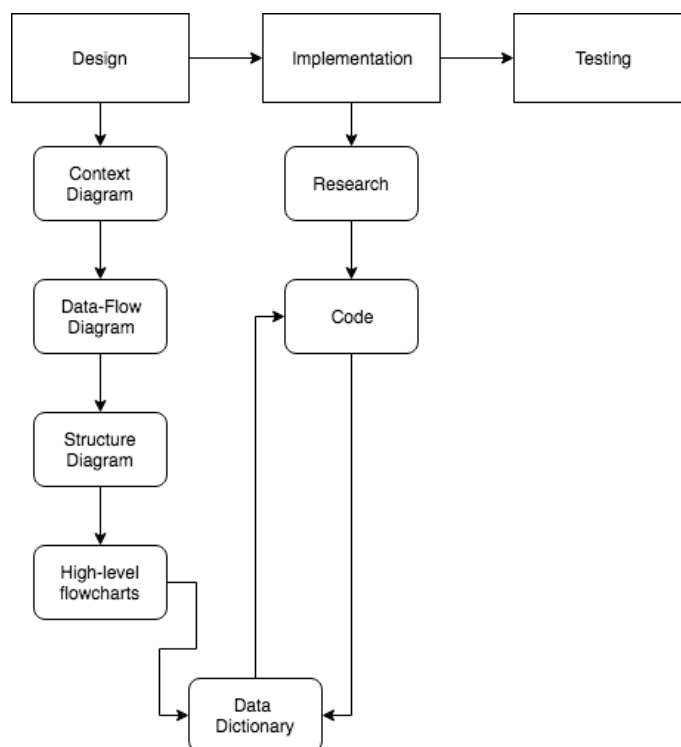 Design
Implementation
Testing
Context
Diagram
Research
Data-Flow
Diagram
Code
Structure
Diagram
High-level
flowcharts
Data
Dictionary